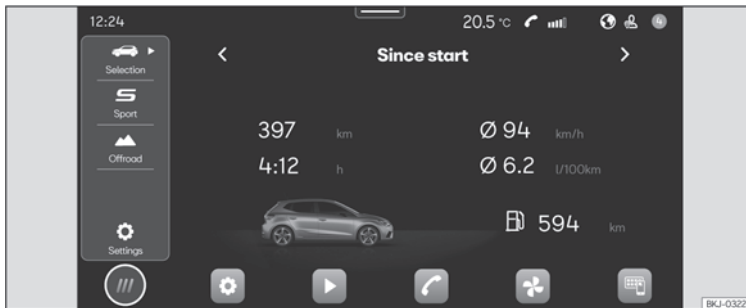 12:24
20.5 °C
4
Selection
Since start
Sport
397 km
Ø 94 km/h
Offroad
4:12 h
Ø 6.2 l/100km
594 km
Settings
BKJ-0322